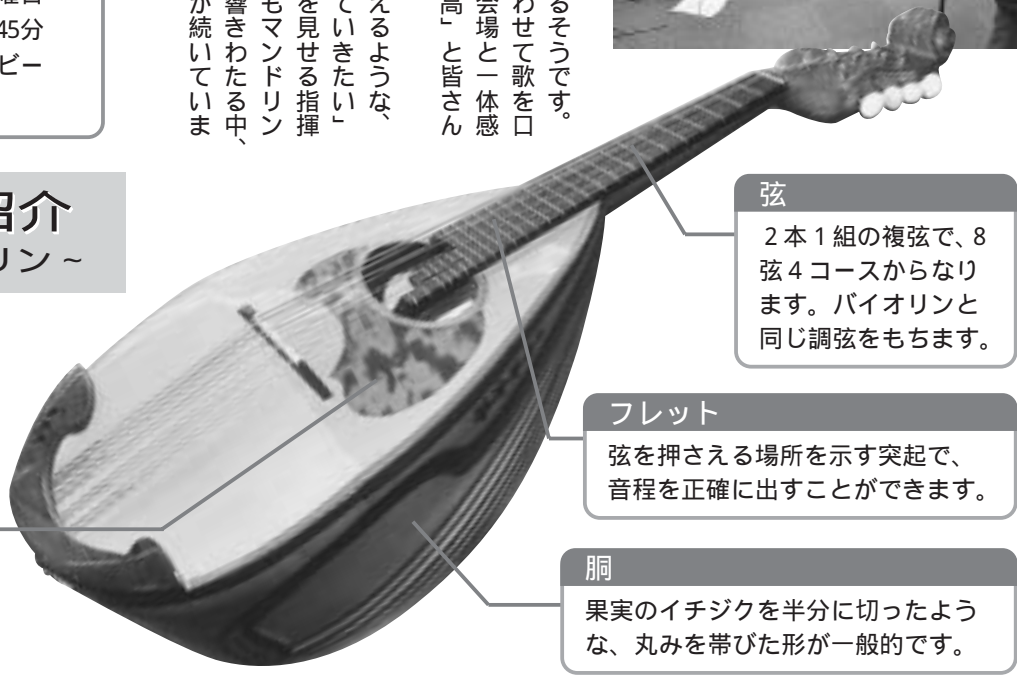 曜日
45分
ビー
るそうです。
わせて歌を口
会場と一体感
高」と皆さん
えるような、
ていきたい」
を見せる指揮
もマンドリン
響きわたる中、
が続いていま
紹介
リン~
弦
2本1組の複弦で、8
弦4コースからなり
ます。バイオリンと
同じ調弦をもちます。
フレット
弦を押さえる場所を示す突起で、
音程を正確に出すことができます。
胴
果実のイチジクを半分に切ったよう
な、丸みを帯びた形が一般的です。